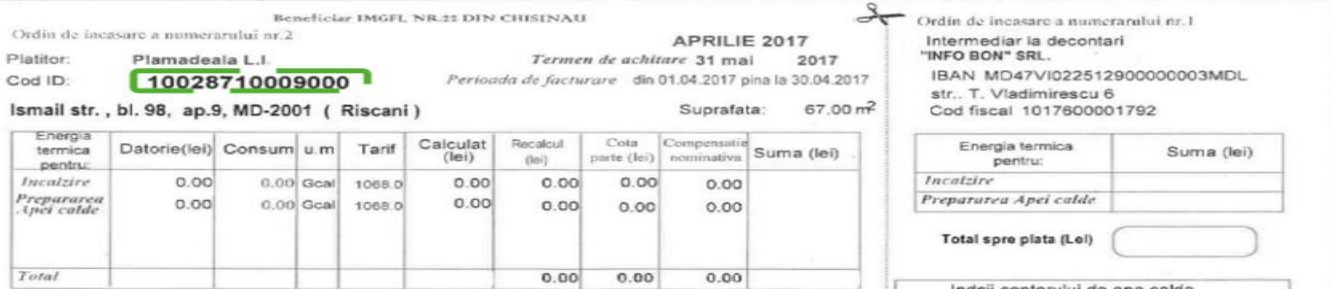 Beneficiar IMGFL NR.22 DIN CHISINAU
Ordin de incasare a numerarului nr.2
APRILIE 2017
Platitor: Plamadeala L.I.
Termen de achitare 31 mai 2017
Cod ID: 10028710009000
Perioada de facturare din 01.04.2017 pina la 30.04.2017
Ismail str. , bl. 98, ap.9, MD-2001 ( Riscani )
Suprafata: 67.00 m2
Energia termica pentru: Datorie(lei) Consum u.m Tarif Calculat (lei) Recalcul (lei) Cota parte (lei) Compensatie nominativa Suma (lei)
Incalzire 0.00 0.00 Gcal 1068.0 0.00 0.00 0.00 0.00
Prepararea Apei calde 0.00 0.00 Gcal 1068.0 0.00 0.00 0.00 0.00
Total 0.00 0.00 0.00
Ordin de incasare a numerarului nr.1
Intermediar la decontari
"INFO BON" SRL.
IBAN MD47VI022512900000003MDL
str.. T. Vladimirescu 6
Cod fiscal 1017600001792
Energia termica pentru: Suma (lei)
Incalzire
Prepararea Apei calde
Total spre plata (Lei)